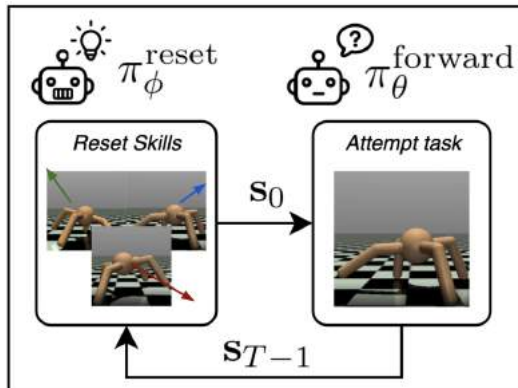 π_ϕ^reset
π_θ^forward
?
Reset Skills
Attempt task
s_0
s_{T−1}